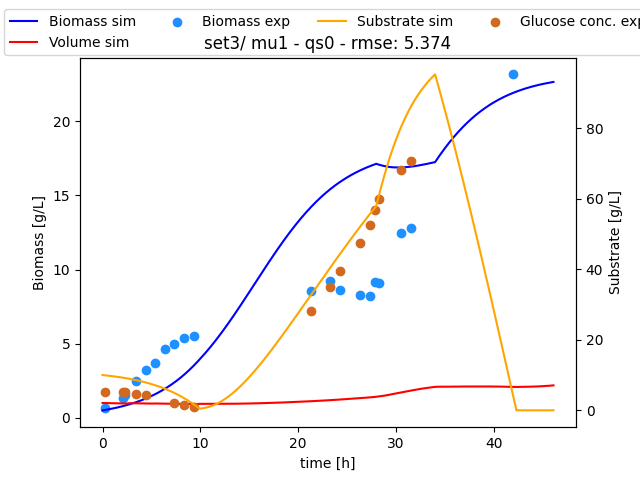 Biomass sim Biomass exp Substrate sim Glucose conc. exp
Volume sim
set3/ mu1 - qs0 - rmse: 5.374
Biomass [g/L]
20
15
10
5
0
0 10 20 30 40
time [h]
80
60
40
20
0
Substrate [g/L]